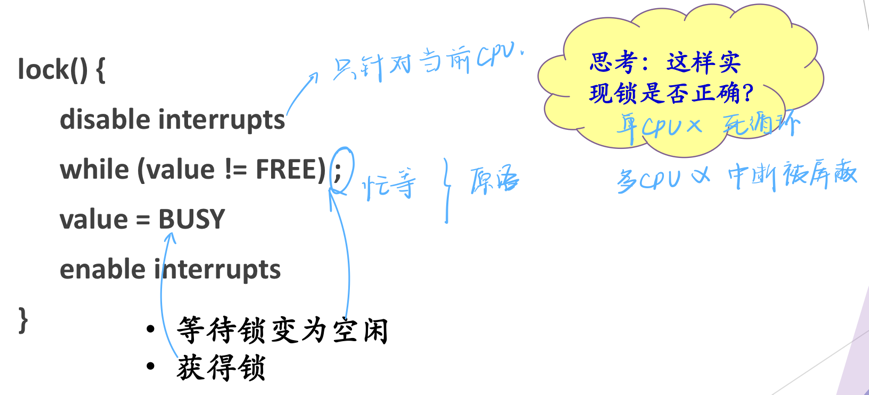 lock() {
只针对当前CPU.
思考：这样实
现锁是否正确？
disable interrupts
单CPU× 死循环
while (value != FREE) ;
忙等
原语
多CPU× 中断被屏蔽
value = BUSY
enable interrupts
}
• 等待锁变为空闲
• 获得锁